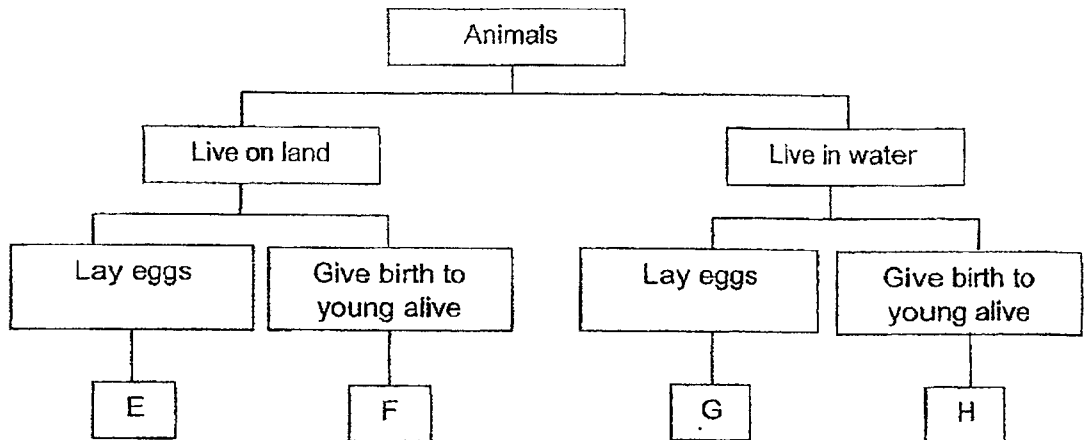 Animals
Live on land
Live in water
Lay eggs
Give birth to
young alive
Lay eggs
Give birth to
young alive
E
F
G
H